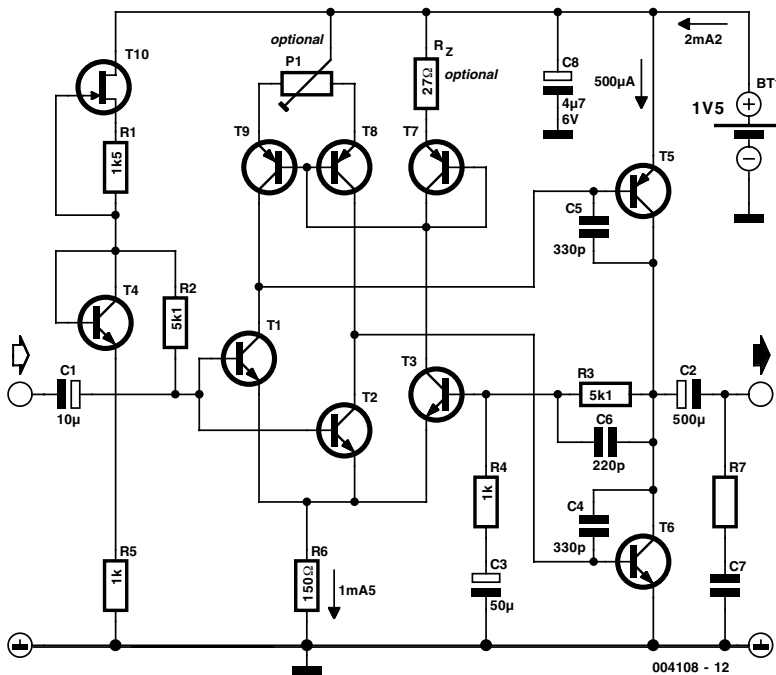 T10
optional
P1
R Z
27Ω
optional
C8
4µ7
6V
500µA
2mA2
BT1
1V5
R1
1k5
T9
T8
T7
T5
C5
330p
T4
R2
5k1
T1
T2
T3
C1
10µ
R3
5k1
C6
220p
C2
500µ
R4
1k
C4
330p
T6
R7
R5
1k
R6
150Ω
1mA5
C3
50µ
C7
004108 - 12